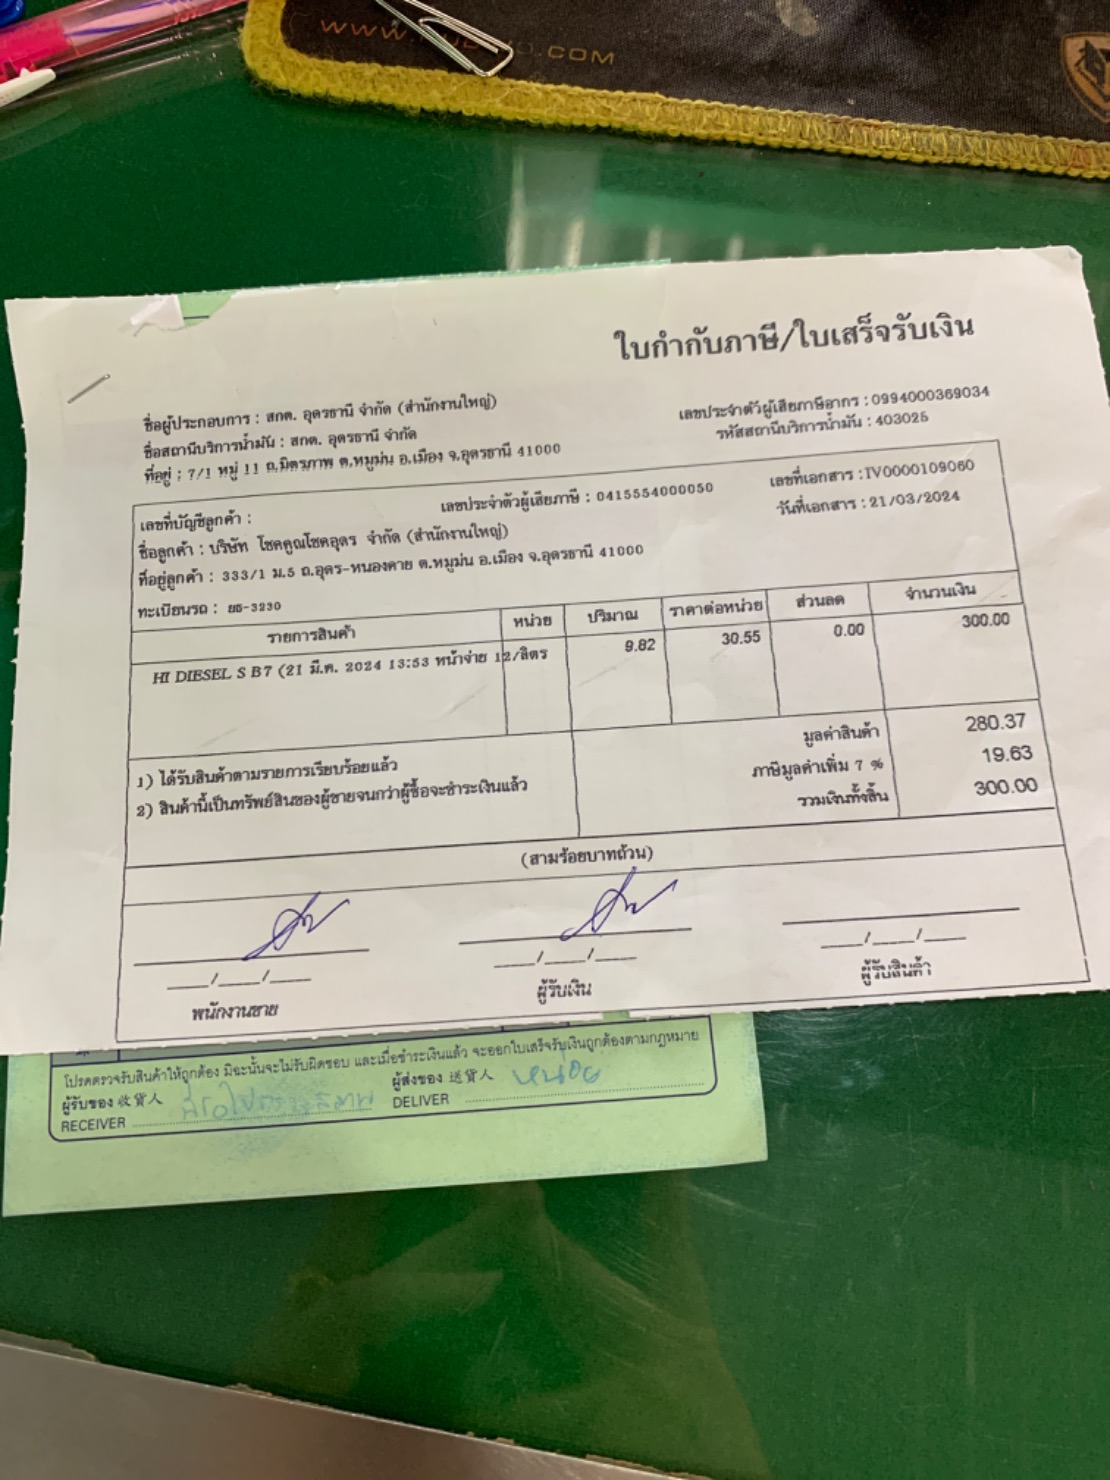 .COM
ใบกำกับภาษี/ใบเสร็จรับเงิน
ชื่อผู้ประกอบการ : สกต. อุดรธานี จำกัด (สำนักงานใหญ่)
เลขประจำตัวผู้เสียภาษีอากร : 0994000369034
ชื่อสถานีบริการน้ำมัน : สกต. อุดรธานี จำกัด
รหัสสถานีบริการน้ำมัน : 403025
ที่อยู่ : 7/1 หมู่ 11 ถ.มิตรภาพ ต.หมูม่น อ.เมือง จ.อุดรธานี 41000
เลขที่บัญชีลูกค้า :
เลขประจำตัวผู้เสียภาษี : 0415554000050
เลขที่เอกสาร : IV0000109060
ชื่อลูกค้า : บริษัท โชคคูณโชคอุดร จำกัด (สำนักงานใหญ่)
วันที่เอกสาร : 21/03/2024
ที่อยู่ลูกค้า : 333/1 ม.5 ถ.อุดร-หนองคาย ต.หมูม่น อ.เมือง จ.อุดรธานี 41000
ทะเบียนรถ : ยธ-3230
รายการสินค้า หน่วย ปริมาณ ราคาต่อหน่วย ส่วนลด จำนวนเงิน
HI DIESEL S B7 (21 มี.ค. 2024 13:53 หน้าจ่าย 12/ลิตร 9.82 30.55 0.00 300.00
1) ได้รับสินค้าตามรายการเรียบร้อยแล้ว
2) สินค้านี้เป็นทรัพย์สินของผู้ขายจนกว่าผู้ซื้อจะชำระเงินแล้ว
มูลค่าสินค้า 280.37
ภาษีมูลค่าเพิ่ม 7 % 19.63
รวมเงินทั้งสิ้น 300.00
(สามร้อยบาทถ้วน)
___/___/___ ___/___/___ ___/___/___
พนักงานขาย ผู้รับเงิน ผู้รับสินค้า
โปรดตรวจรับสินค้าให้ถูกต้อง มิฉะนั้นจะไม่รับผิดชอบ และเมื่อชำระเงินแล้ว จะออกใบเสร็จรับเงินถูกต้องตามกฎหมาย
ผู้รับของ 收貨人 ผู้ส่งของ 送貨人 หน่อย
RECEIVER DELIVER